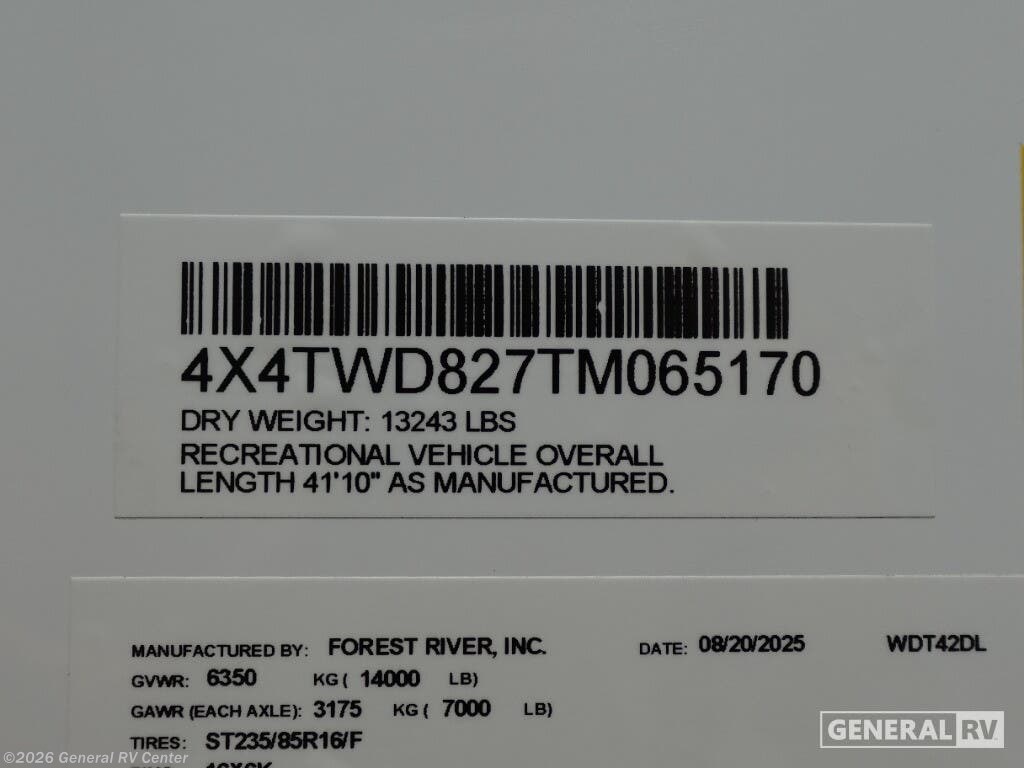 4X4TWD827TM065170
DRY WEIGHT: 13243 LBS
RECREATIONAL VEHICLE OVERALL
LENGTH 41'10" AS MANUFACTURED.
MANUFACTURED BY: FOREST RIVER, INC. DATE: 08/20/2025 WDT42DL
GVWR: 6350 KG ( 14000 LB)
GAWR (EACH AXLE): 3175 KG ( 7000 LB)
TIRES: ST235/85R16/F
GENERAL RV
©2026 General RV Center